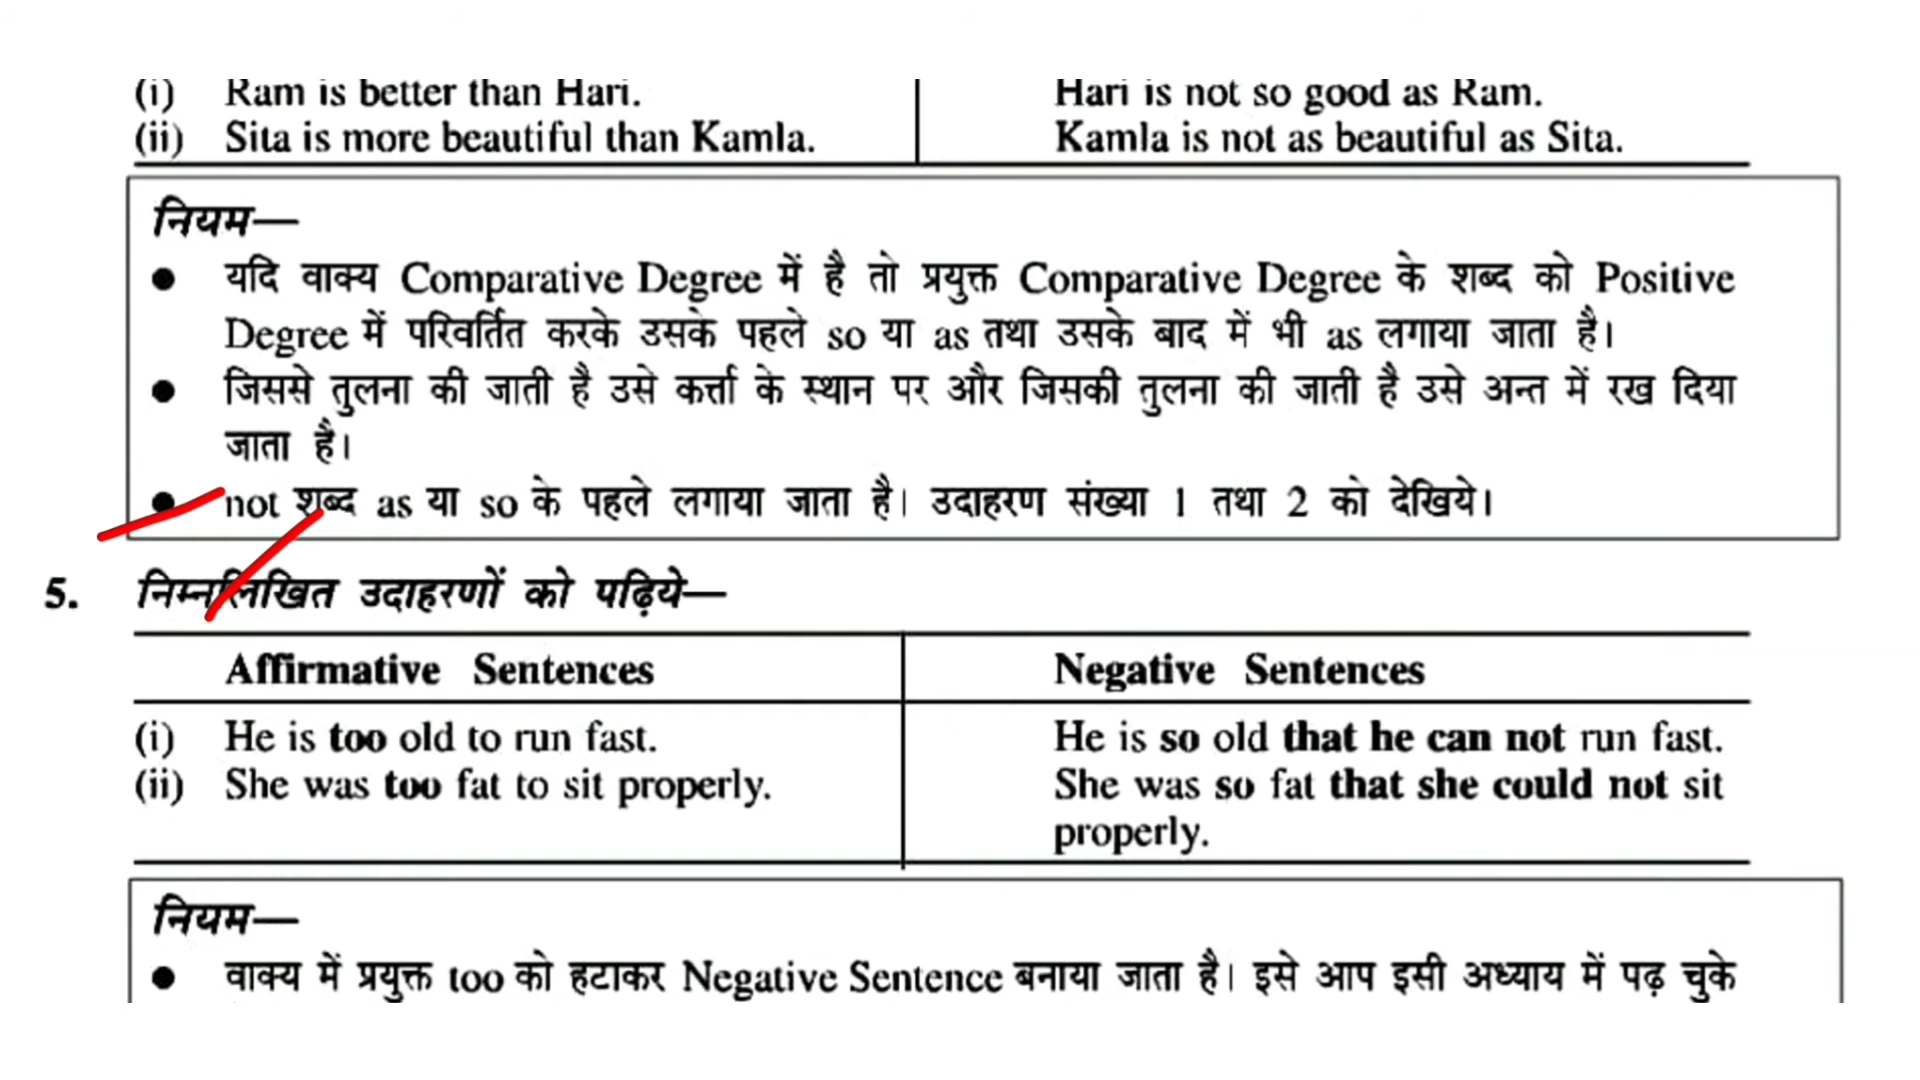 (i) Ram is better than Hari. Hari is not so good as Ram.
(ii) Sita is more beautiful than Kamla. Kamla is not as beautiful as Sita.
नियम—
● यदि वाक्य Comparative Degree में है तो प्रयुक्त Comparative Degree के शब्द को Positive
Degree में परिवर्तित करके उसके पहले so या as तथा उसके बाद में भी as लगाया जाता है।
● जिससे तुलना की जाती है उसे कर्त्ता के स्थान पर और जिसकी तुलना की जाती है उसे अन्त में रख दिया
जाता है।
● not शब्द as या so के पहले लगाया जाता है। उदाहरण संख्या 1 तथा 2 को देखिये।
5. निम्नलिखित उदाहरणों को पढ़िये—
Affirmative Sentences Negative Sentences
(i) He is too old to run fast. He is so old that he can not run fast.
(ii) She was too fat to sit properly. She was so fat that she could not sit
properly.
नियम—
● वाक्य में प्रयुक्त too को हटाकर Negative Sentence बनाया जाता है। इसे आप इसी अध्याय में पढ़ चुके